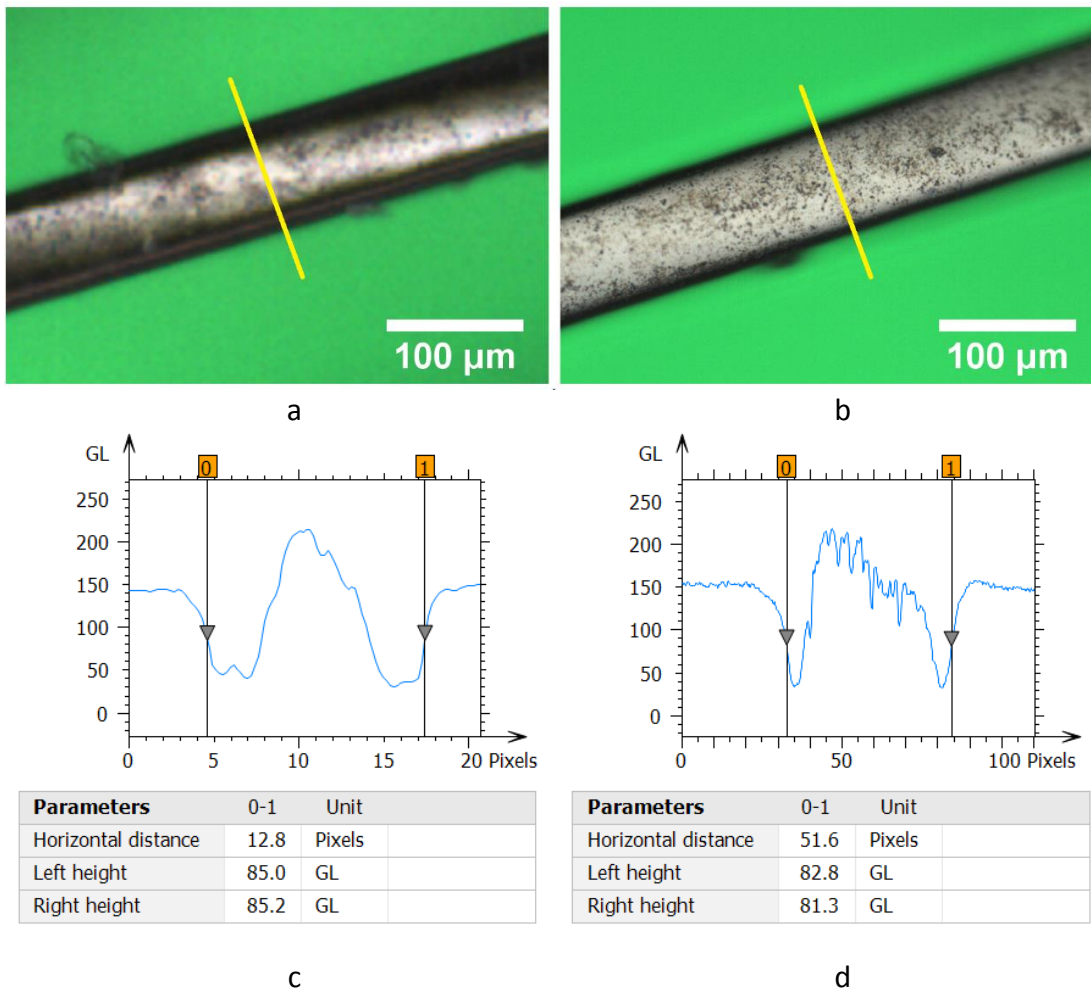 100 µm
100 µm
a
b
GL
0
1
250
200
150
100
50
0
0
5
10
15
20 Pixels
GL
0
1
250
200
150
100
50
0
0
50
100 Pixels
Parameters 0-1 Unit
Horizontal distance 12.8 Pixels
Left height 85.0 GL
Right height 85.2 GL
Parameters 0-1 Unit
Horizontal distance 51.6 Pixels
Left height 82.8 GL
Right height 81.3 GL
c
d